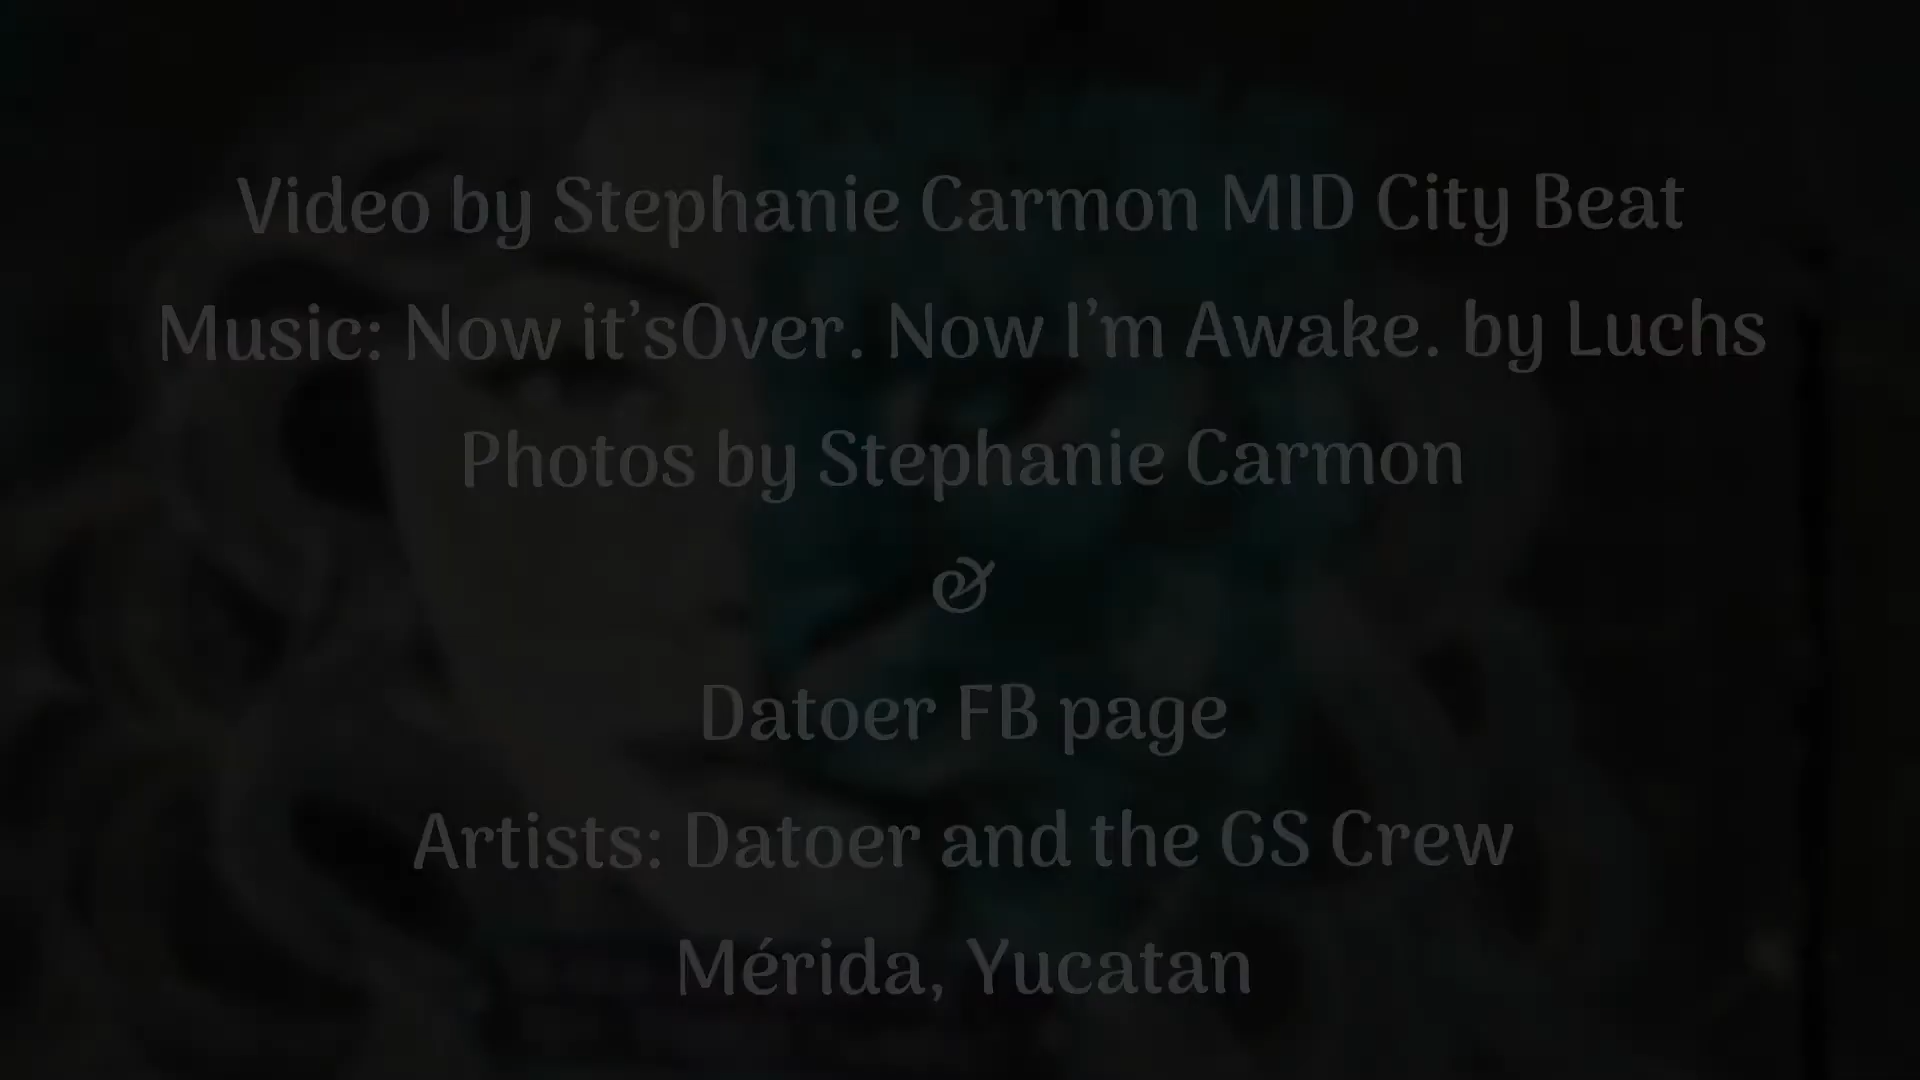 Video by Stephanie Carmon MID City Beat
Music: Now it’sOver. Now I’m Awake. by Luchs
Photos by Stephanie Carmon
&
Datoer FB page
Artists: Datoer and the GS Crew
Mérida, Yucatan